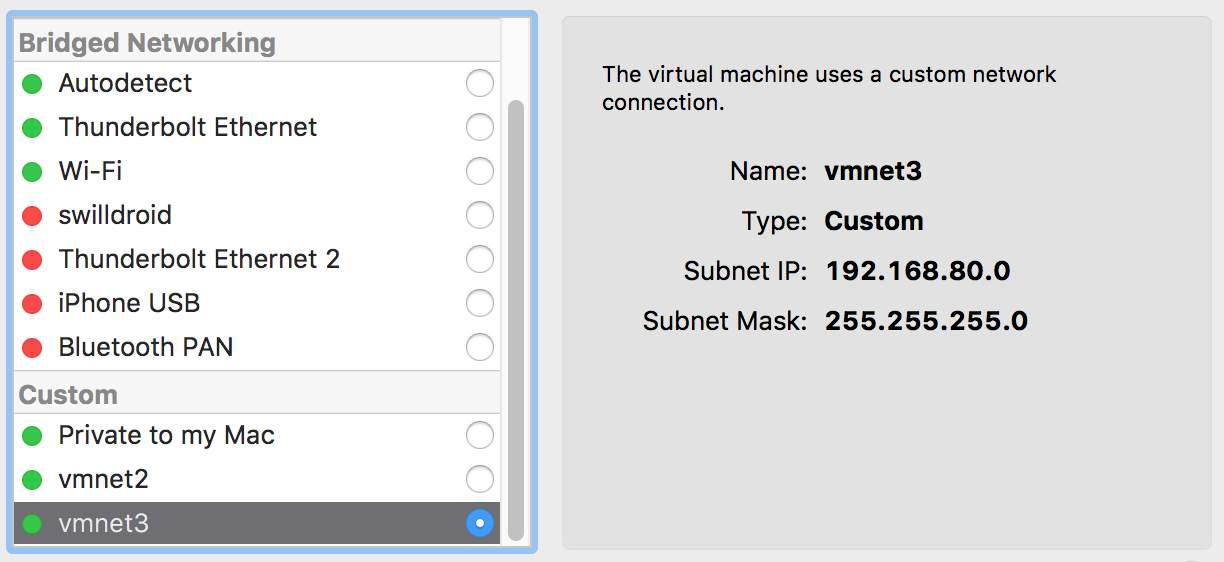 Bridged Networking
Autodetect
Thunderbolt Ethernet
Wi-Fi
swilldroid
Thunderbolt Ethernet 2
iPhone USB
Bluetooth PAN
Custom
Private to my Mac
vmnet2
vmnet3
The virtual machine uses a custom network
connection.
Name: vmnet3
Type: Custom
Subnet IP: 192.168.80.0
Subnet Mask: 255.255.255.0